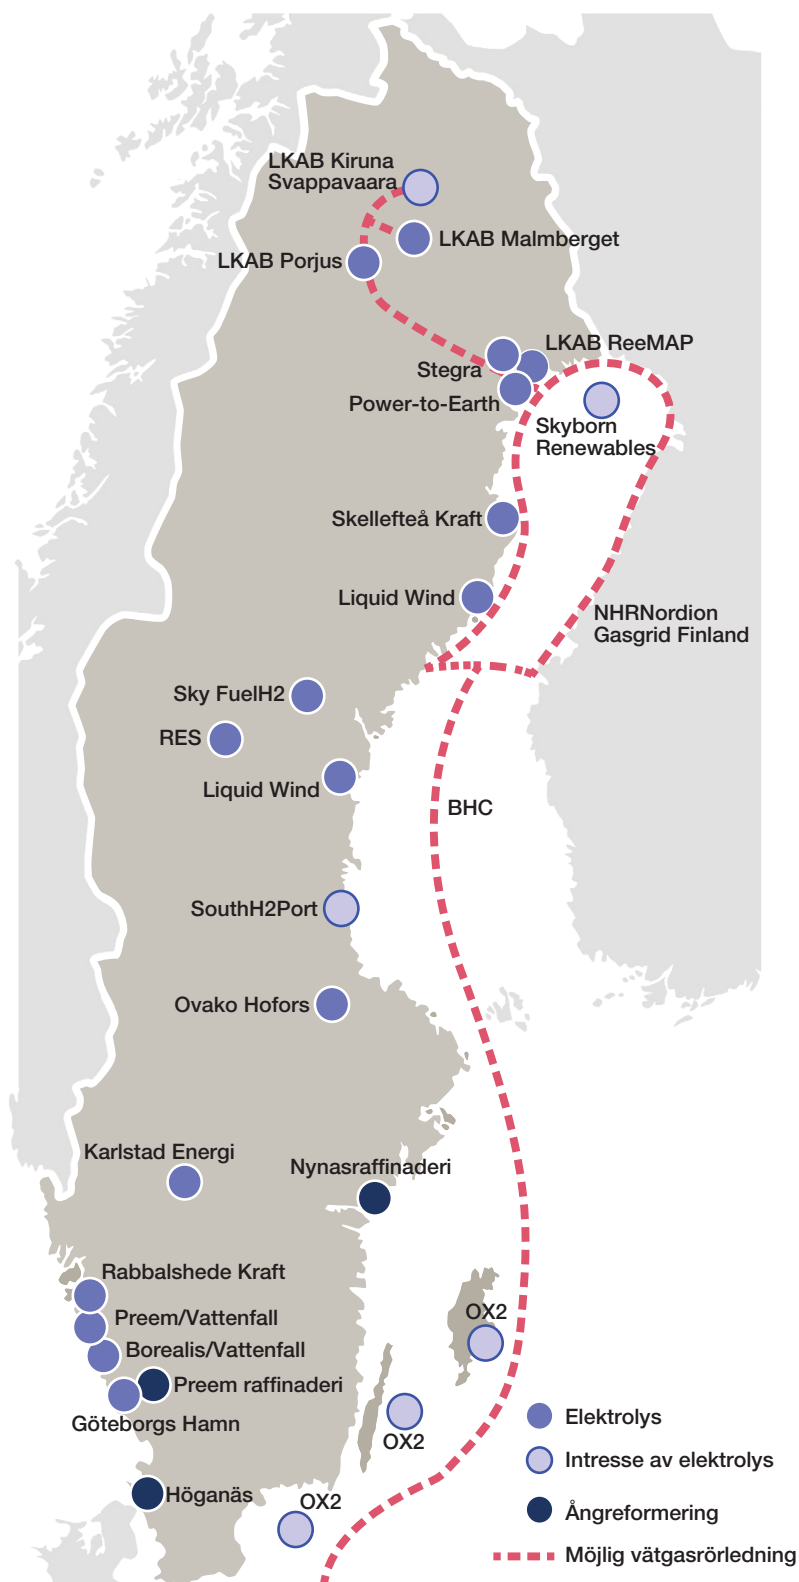 LKAB Kiruna
Svappavaara
LKAB Malmberget
LKAB Porjus
LKAB ReeMAP
Stegra
Power-to-Earth
Skyborn
Renewables
Skellefteå Kraft
Liquid Wind
NHRNordion
Gasgrid Finland
Sky FuelH2
RES
Liquid Wind
BHC
SouthH2Port
Ovako Hofors
Karlstad Energi
Nynasraffinaderi
Rabbalshede Kraft
OX2
Preem/Vattenfall
Borealis/Vattenfall
Preem raffinaderi
Göteborgs Hamn
OX2
Höganäs
OX2
Elektrolys
Intresse av elektrolys
Ångreformering
Möjlig vätgasrörledning